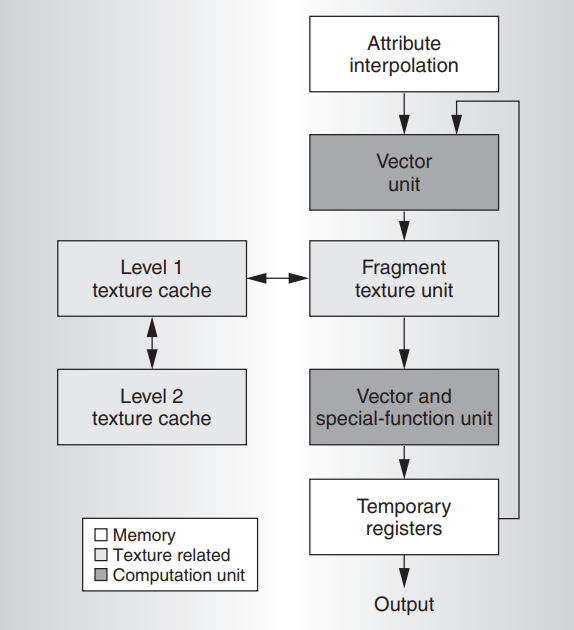 Attribute
interpolation
Vector
unit
Level 1
texture cache
Fragment
texture unit
Level 2
texture cache
Vector and
special-function unit
Temporary
registers
Memory
Texture related
Computation unit
Output